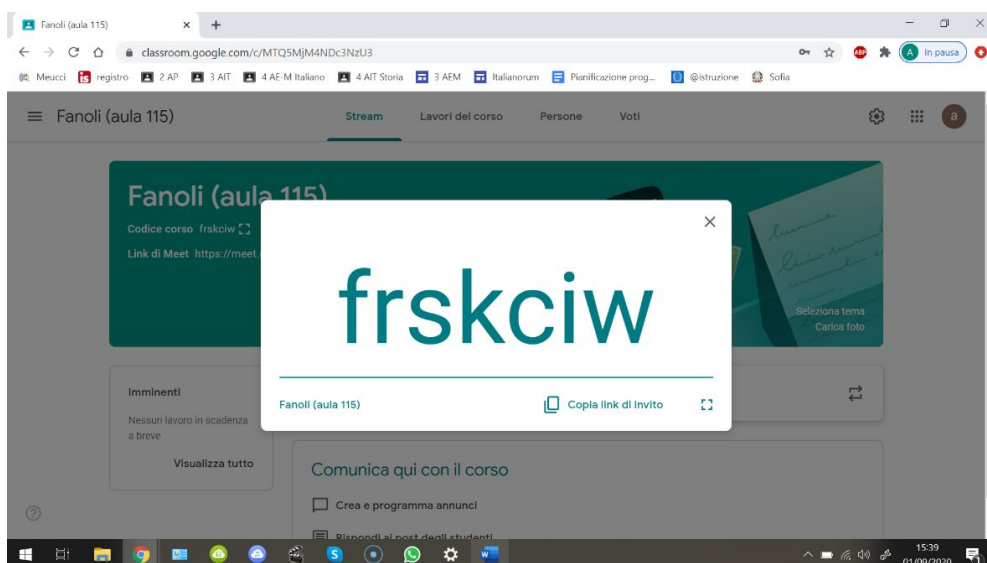 Fanoli (aula 115)
classroom.google.com/c/MTQ5MjM4NDc3NzU3
ABP
A In pausa
Meucci
is registro
2 AP
3 AIT
4 AE-M Italiano
4 AIT Storia
3 AEM
Italianorum
Pianificazione prog...
@istruzione
Sofia
Fanoli (aula 115)
Stream
Lavori del corso
Persone
Voti
a
Fanoli (aula 115)
Codice corso frskciw
Link di Meet https://meet.
Seleziona tema
Carica foto
frskciw
Fanoli (aula 115)
Copia link di invito
Imminenti
Nessun lavoro in scadenza
a breve
Visualizza tutto
Comunica qui con il corso
Crea e programma annunci
Rispondi ai post degli studenti
15:39
01/09/2020